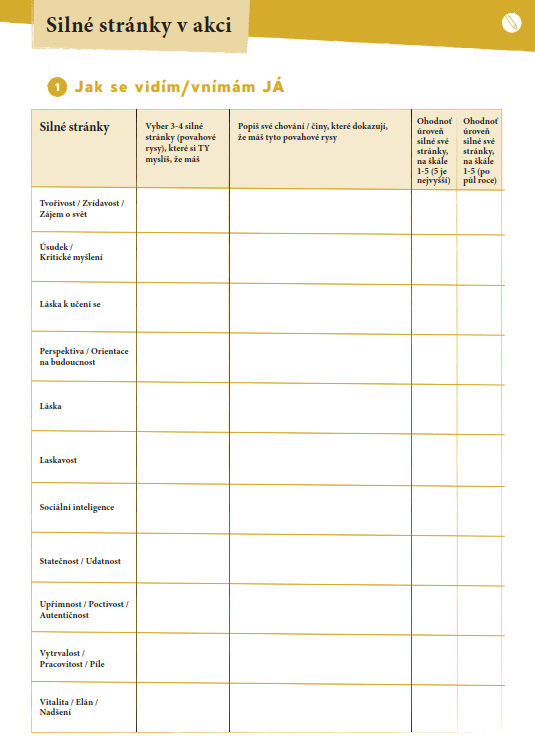 Silné stránky v akci
1 Jak se vidím/vnímám JÁ
Silné stránky
Vyber 3-4 silné
stránky (povahové
rysy), které si TY
myslíš, že máš
Popiš své chování / činy, které dokazují,
že máš tyto povahové rysy
Ohodnoť
úroveň
silné své
stránky,
na škále
1-5 (5 je
nejvyšší)
Ohodnoť
úroveň
silné své
stránky,
na škále
1-5 (po
půl roce)
Tvořivost / Zvídavost /
Zájem o svět
Úsudek /
Kritické myšlení
Láska k učení se
Perspektiva / Orientace
na budoucnost
Láska
Laskavost
Sociální inteligence
Statečnost / Udatnost
Upřímnost / Poctivost /
Autentičnost
Vytrvalost /
Pracovitost / Píle
Vitalita / Elán /
Nadšení